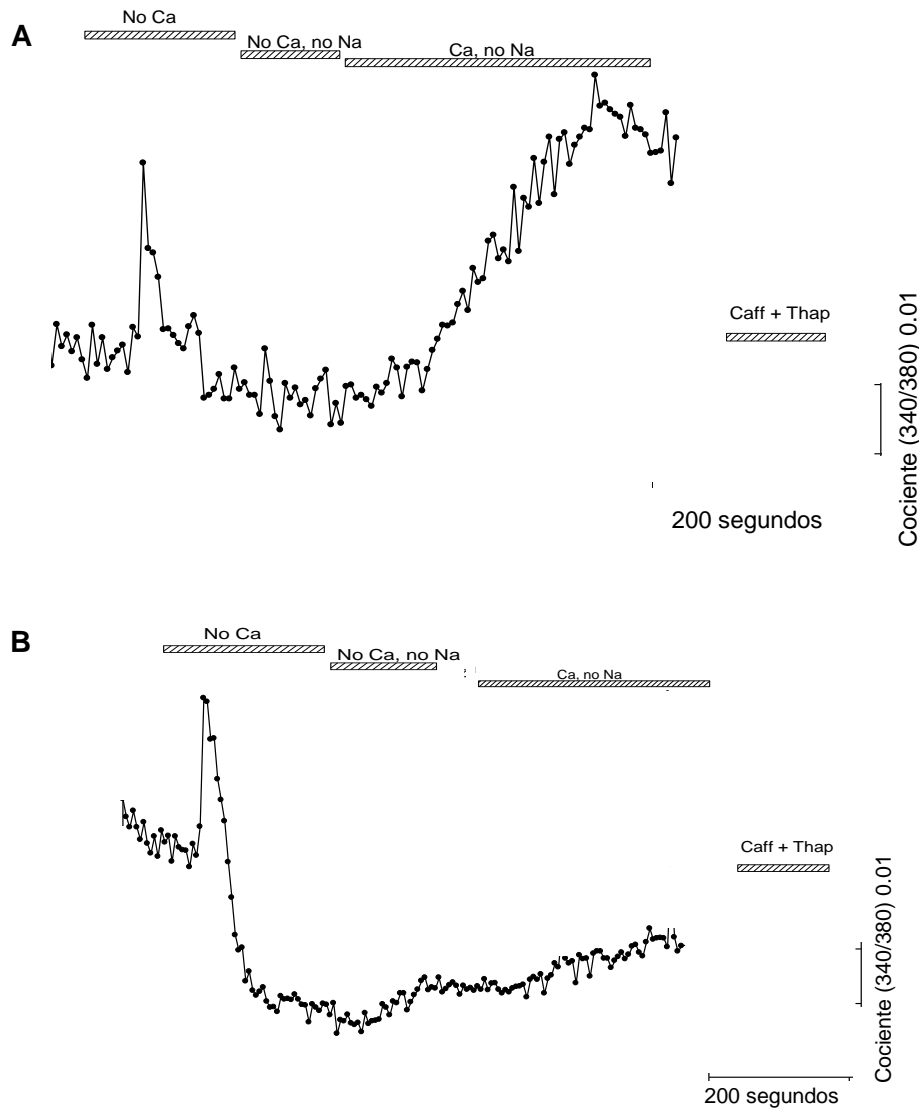 A
No Ca
No Ca, no Na
Ca, no Na
Caff + Thap
Cociente (340/380) 0.01
200 segundos
B
No Ca
No Ca, no Na
Ca, no Na
Caff + Thap
Cociente (340/380) 0.01
200 segundos